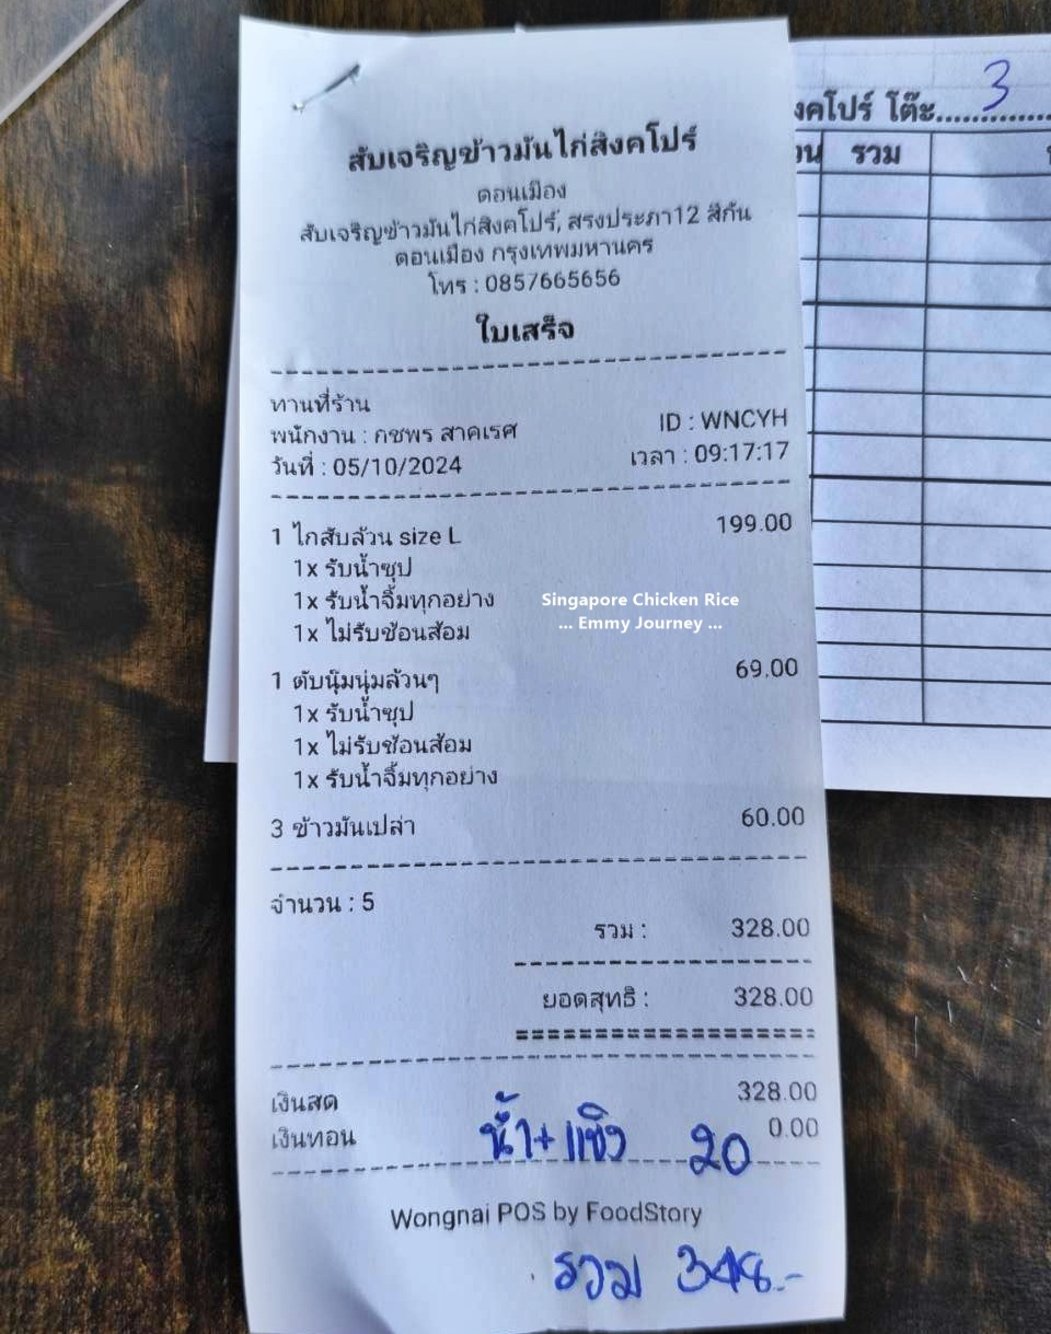 สับเจริญข้าวมันไก่สิงคโปร์
ดอนเมือง
สับเจริญข้าวมันไก่สิงคโปร์, สรงประภา12 สีกัน
ดอนเมือง กรุงเทพมหานคร
โทร : 0857665656
ใบเสร็จ
ทานที่ร้าน
พนักงาน : กชพร สาคเรศ ID : WNCYH
วันที่ : 05/10/2024 เวลา : 09:17:17
1 ไก่สับล้วน size L 199.00
1x รับน้ำซุป
1x รับน้ำจิ้มทุกอย่าง
1x ไม่รับช้อนส้อม
Singapore Chicken Rice
... Emmy Journey ...
1 ตับนุ๊มนุ่มล้วนๆ 69.00
1x รับน้ำซุป
1x ไม่รับช้อนส้อม
1x รับน้ำจิ้มทุกอย่าง
3 ข้าวมันเปล่า 60.00
จำนวน : 5
รวม : 328.00
ยอดสุทธิ : 328.00
เงินสด 328.00
เงินทอน 0.00
น้ำ+แข็ง 20
Wongnai POS by FoodStory
รวม 348.-
สิงคโปร์ โต๊ะ 3
รวม